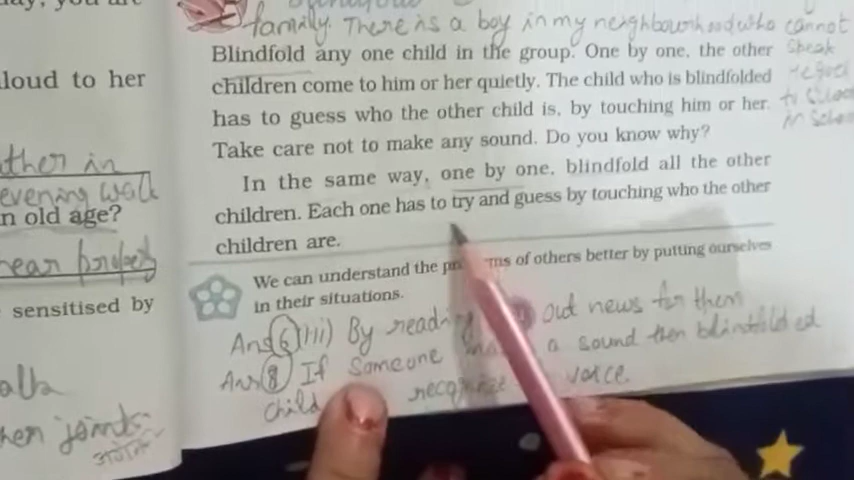 aloud to her
ther in
evening walk
n old age?
near
sensitised by
joints
family. There is a boy in my neighbourhood who cannot
speak
Blindfold any one child in the group. One by one, the other
children come to him or her quietly. The child who is blindfolded
has to guess who the other child is, by touching him or her.
Take care not to make any sound. Do you know why?
In the same way, one by one, blindfold all the other
children. Each one has to try and guess by touching who the other
children are.
We can understand the of others better by putting ourselves
in their situations.
Ans (6)(iii) By reading out news for them
Ans (8) If someone a sound then blindfolded
child voice.